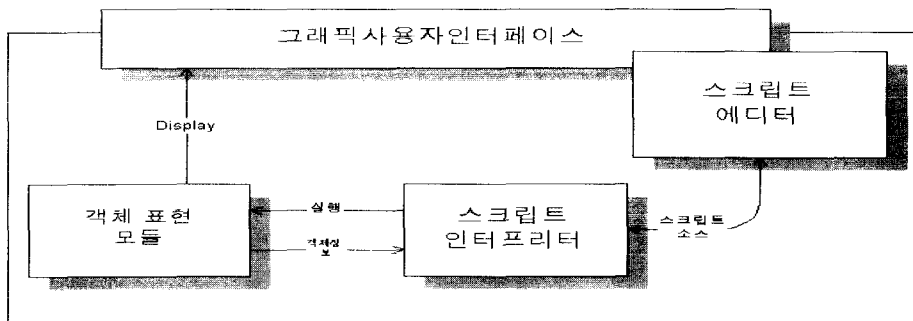 그래픽사용자인터페이스
스크립트
에디터
Display
객체 표현
모듈
실행
객체정
보
스크립트
인터프리터
스크립트
소스